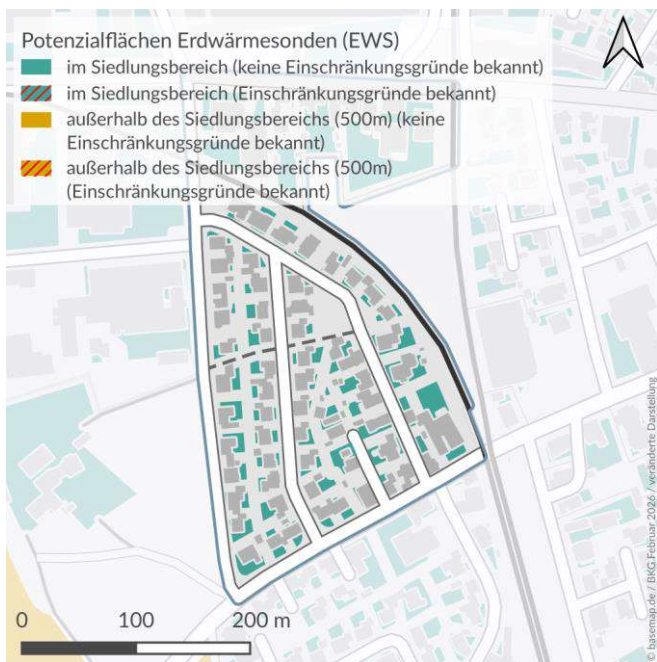 Potenzialflächen Erdwärmesonden (EWS)
im Siedlungsbereich (keine Einschränkungsgründe bekannt)
im Siedlungsbereich (Einschränkungsgründe bekannt)
außerhalb des Siedlungsbereichs (500m) (keine
Einschränkungsgründe bekannt)
außerhalb des Siedlungsbereichs (500m)
(Einschränkungsgründe bekannt)
0 100 200 m
© basemap.de / BKG Februar 2026 / veränderte Darstellung